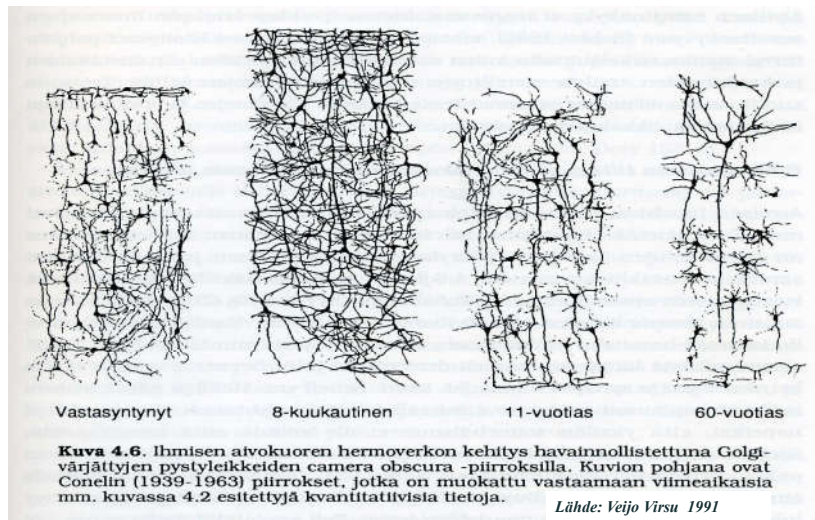 Vastasyntynyt 8-kuukautinen 11-vuotias 60-vuotias
Kuva 4.6. Ihmisen aivokuoren hermoverkon kehitys havainnollistettuna Golgi-
värjättyjen pystyleikkeiden camera obscura -piirroksilla. Kuvion pohjana ovat
Conelin (1939-1963) piirrokset, jotka on muokattu vastaamaan viimeaikaisia
mm. kuvassa 4.2 esitettyjä kvantitatiivisia tietoja.
Lähde: Veijo Virsu 1991